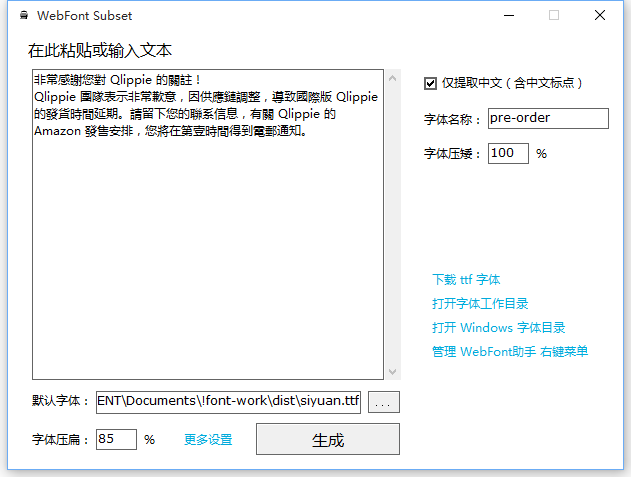 WebFont Subset
在此粘贴或输入文本
非常感謝您對 Qlippie 的關註！
Qlippie 團隊表示非常歉意，因供應鏈調整，導致國際版 Qlippie
的發貨時間延期。請留下您的聯系信息，有關 Qlippie 的
Amazon 發售安排，您將在第壹時間得到電郵通知。
仅提取中文（含中文标点）
字体名称： pre-order
字体压矮： 100 %
下载 ttf 字体
打开字体工作目录
打开 Windows 字体目录
管理 WebFont助手 右键菜单
默认字体： ENT\Documents\!font-work\dist\siyuan.ttf ...
字体压扁： 85 % 更多设置 生成